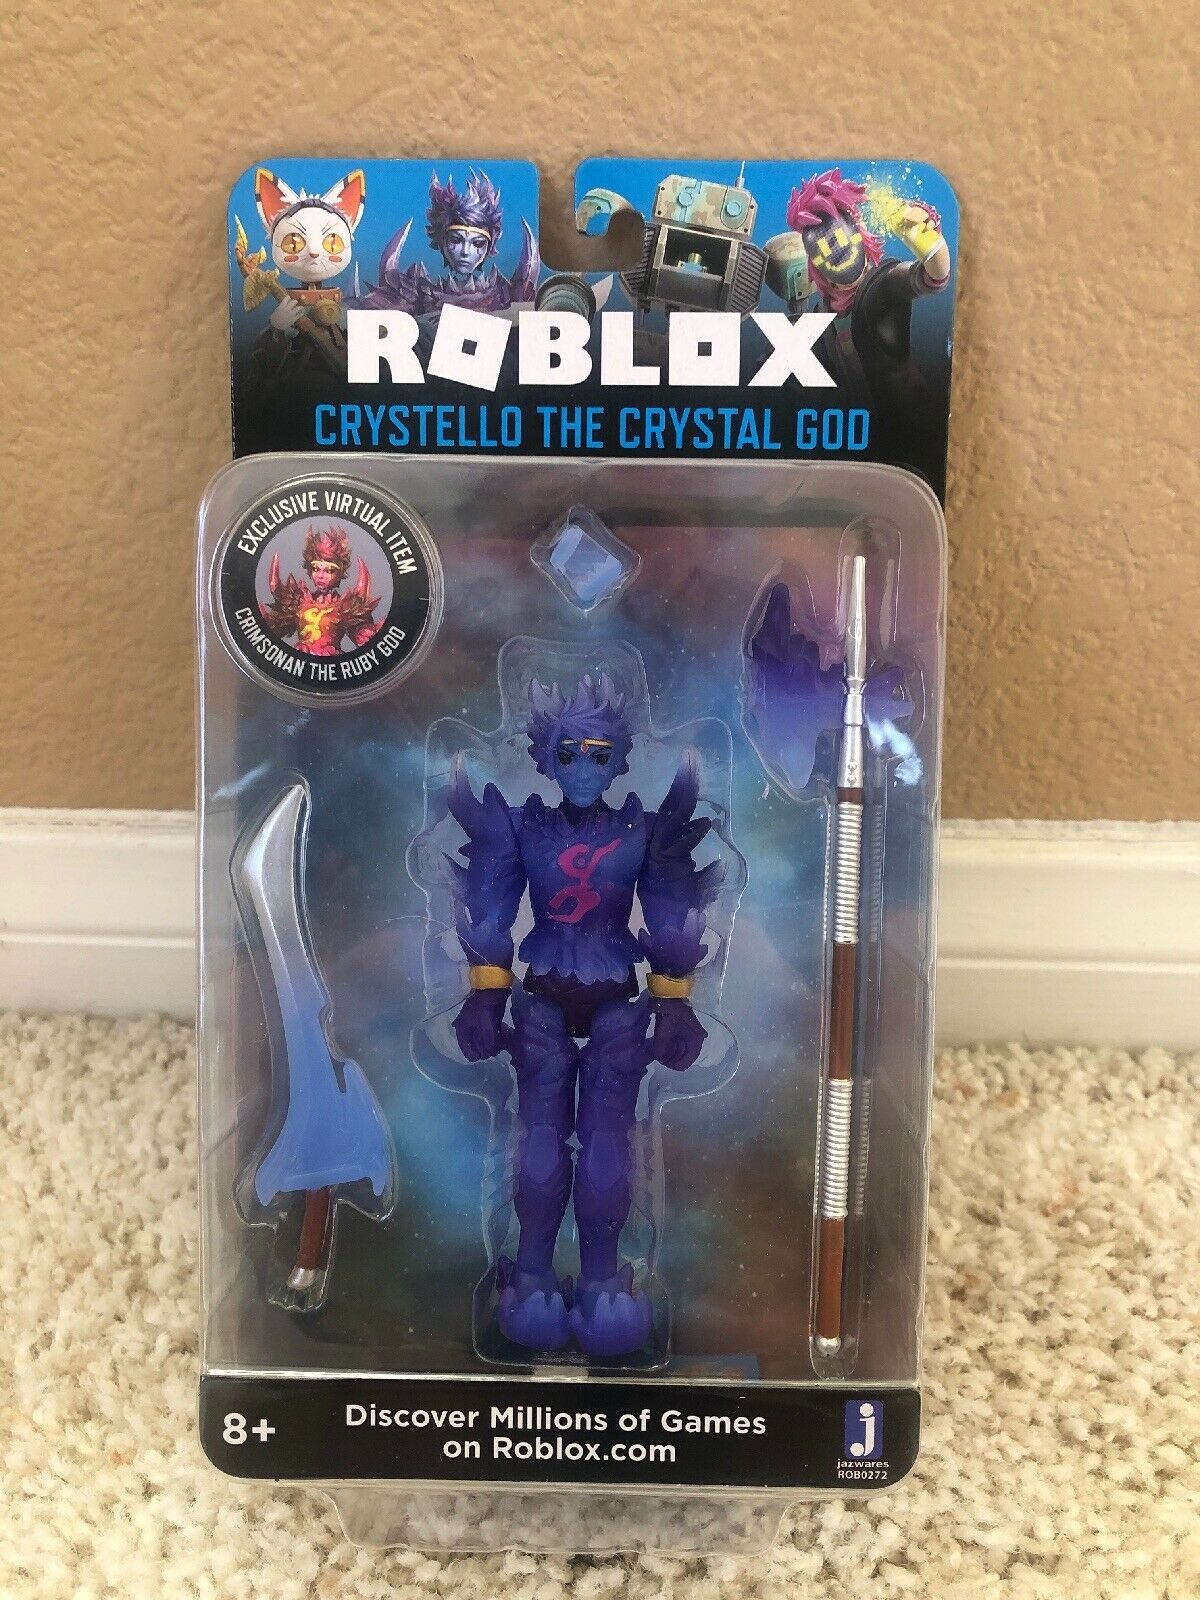 ROBLOX
CRYSTELLO THE CRYSTAL GOD
EXCLUSIVE VIRTUAL ITEM
CRIMSONAN THE RUBY GOD
8+
Discover Millions of Games
on Roblox.com
j
jazwares
ROB0272